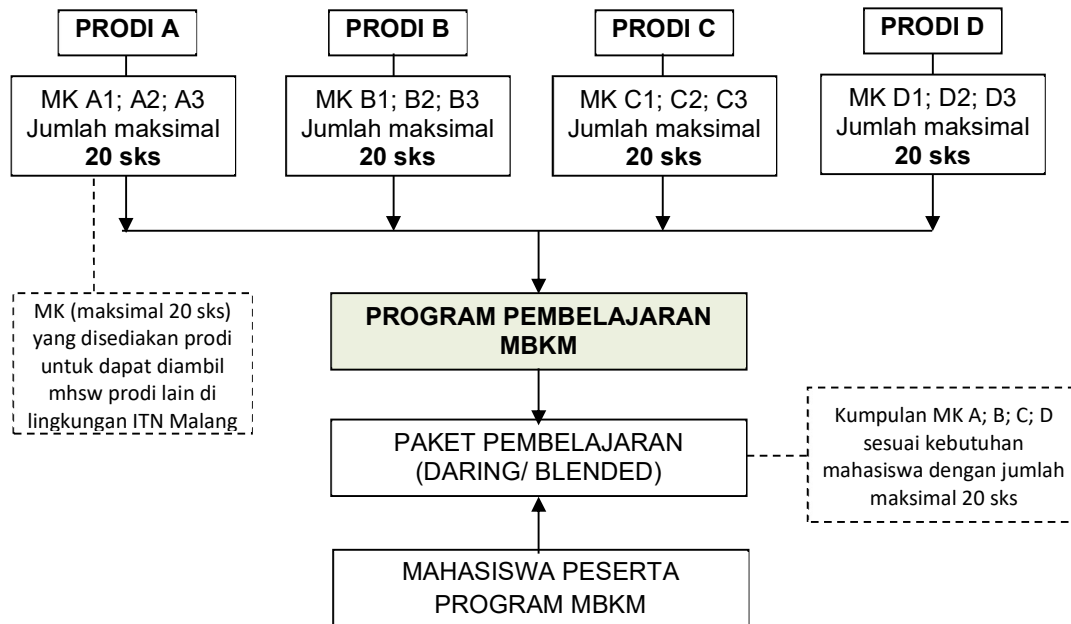 PRODI A
PRODI B
PRODI C
PRODI D
MK A1; A2; A3
Jumlah maksimal
20 sks
MK B1; B2; B3
Jumlah maksimal
20 sks
MK C1; C2; C3
Jumlah maksimal
20 sks
MK D1; D2; D3
Jumlah maksimal
20 sks
MK (maksimal 20 sks)
yang disediakan prodi
untuk dapat diambil
mhsw prodi lain di
lingkungan ITN Malang
PROGRAM PEMBELAJARAN
MBKM
PAKET PEMBELAJARAN
(DARING/ BLENDED)
Kumpulan MK A; B; C; D
sesuai kebutuhan
mahasiswa dengan jumlah
maksimal 20 sks
MAHASISWA PESERTA
PROGRAM MBKM